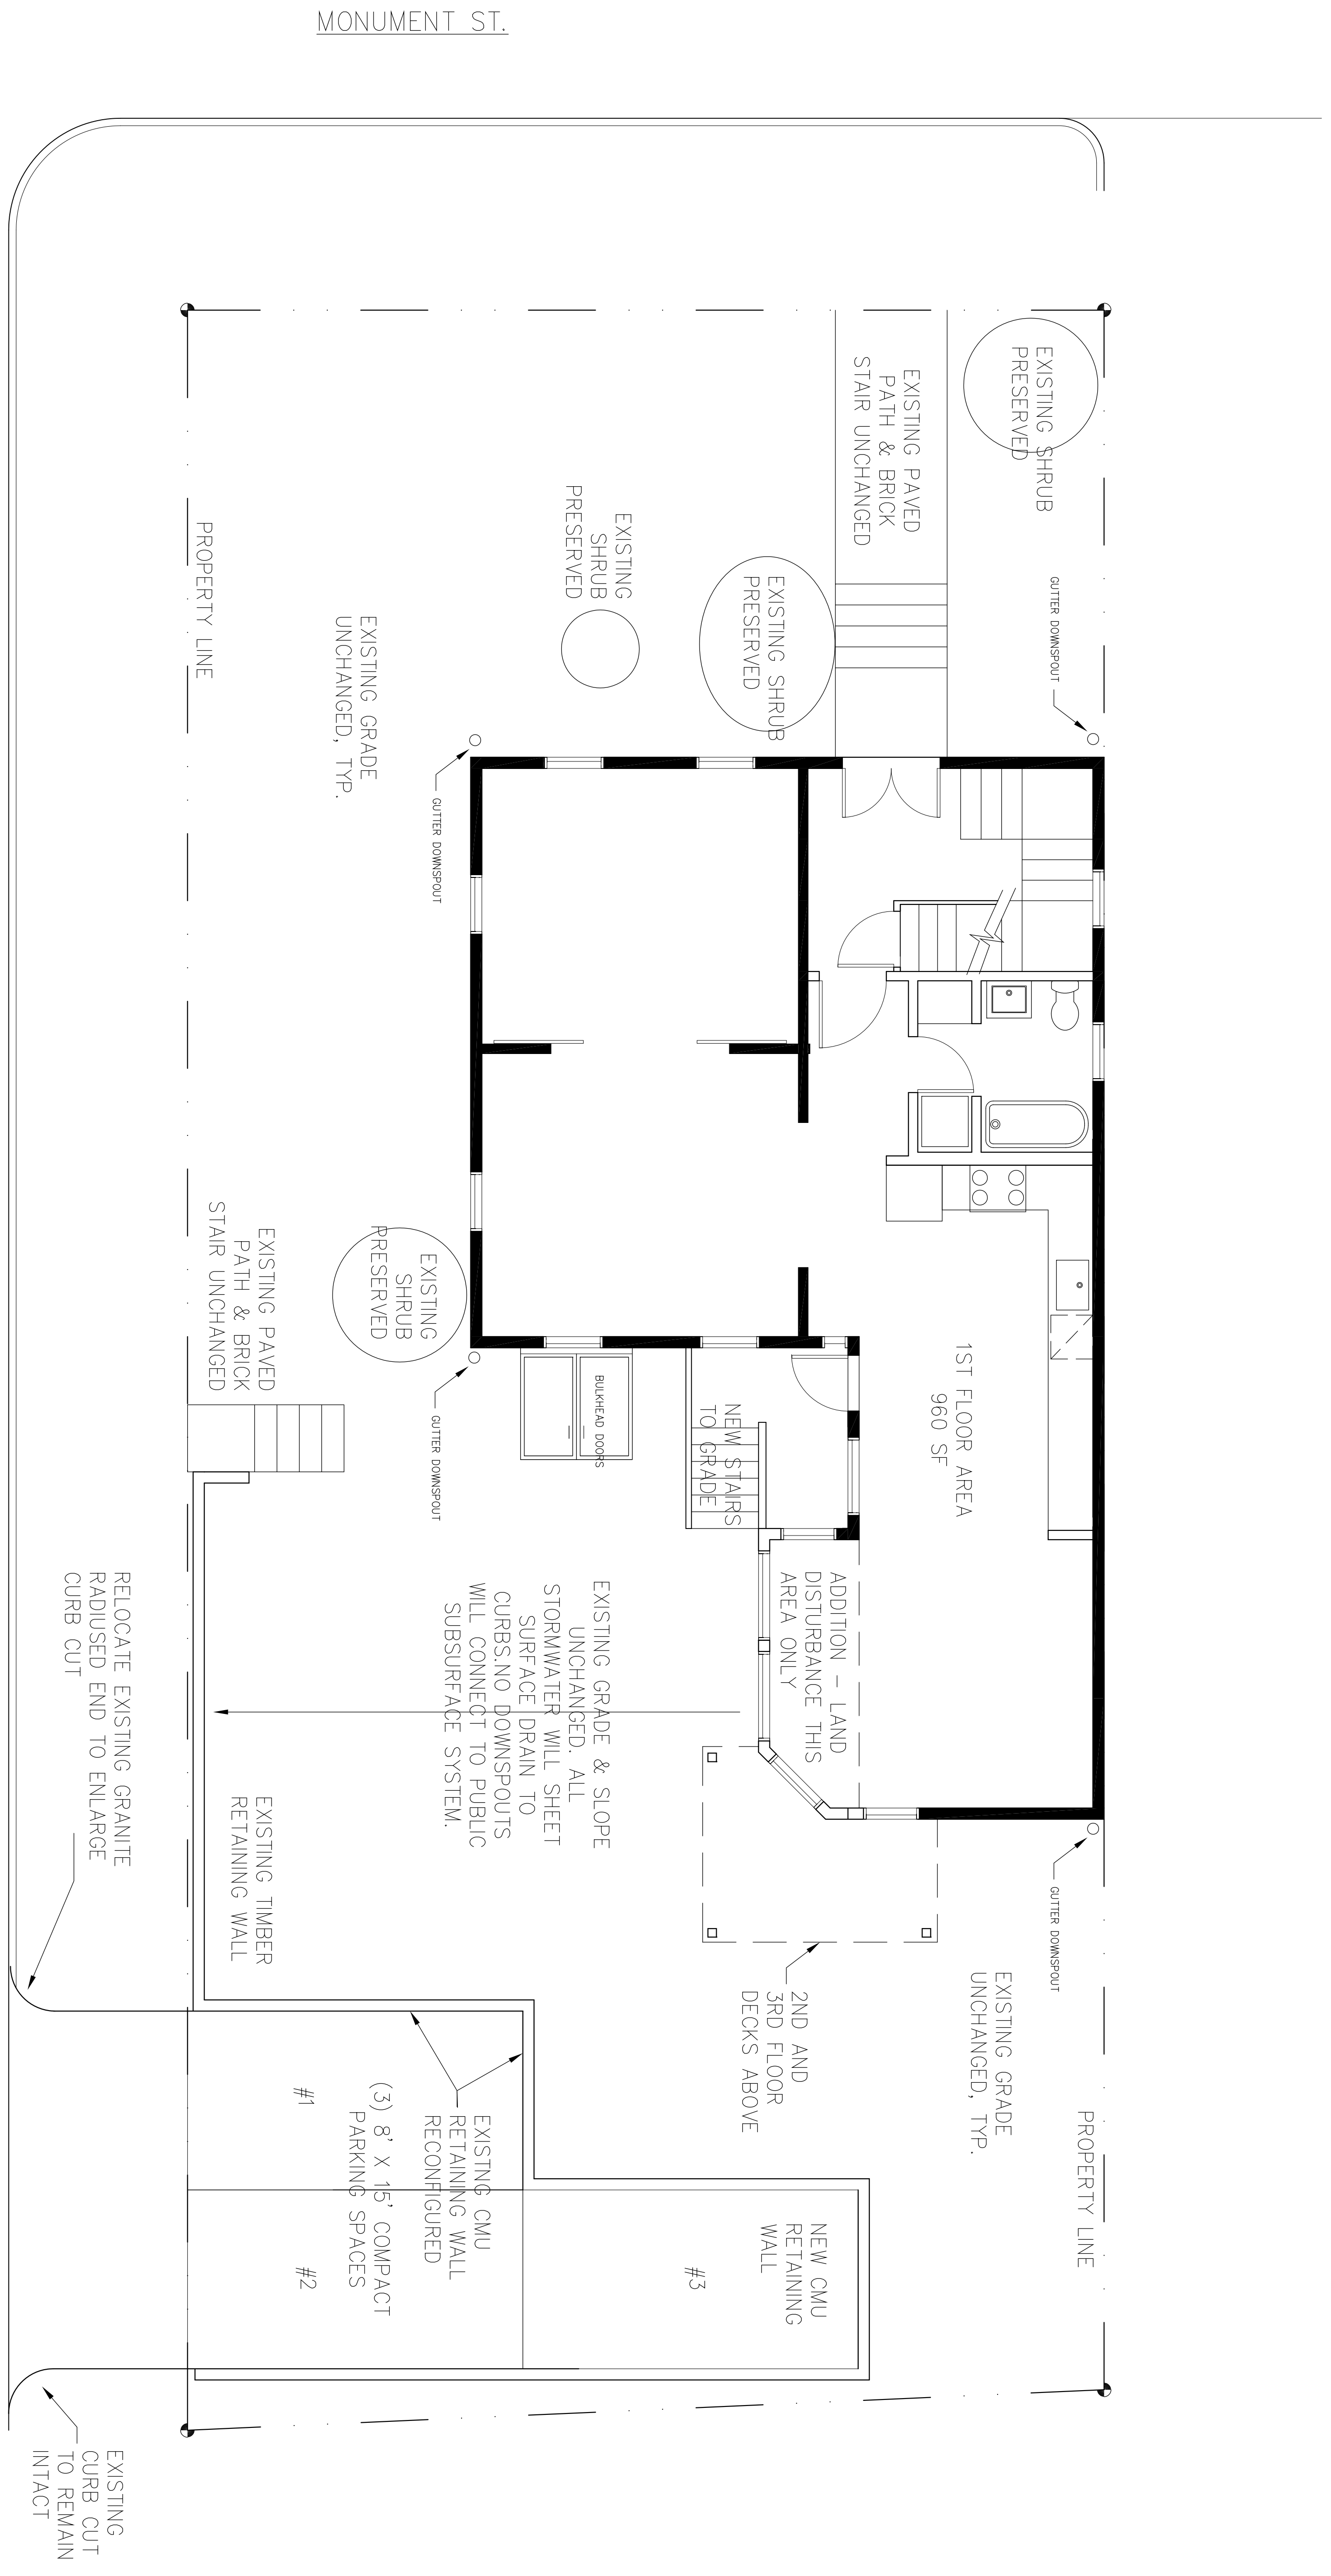 MONUMENT ST.
EXISTING SHRUB
PRESERVED
EXISTING PAVED
PATH & BRICK
STAIR UNCHANGED
EXISTING
SHRUB
PRESERVED
EXISTING SHRUB
PRESERVED
GUTTER DOWNSPOUT
PROPERTY LINE
EXISTING GRADE
UNCHANGED, TYP.
GUTTER DOWNSPOUT
EXISTING PAVED
PATH & BRICK
STAIR UNCHANGED
EXISTING
SHRUB
PRESERVED
GUTTER DOWNSPOUT
BULKHEAD DOORS
NEW STAIRS
TO GRADE
1ST FLOOR AREA
960 SF
ADDITION - LAND
DISTURBANCE THIS
AREA ONLY
EXISTING GRADE & SLOPE
UNCHANGED. ALL
STORMWATER WILL SHEET
SURFACE DRAIN TO
CURBS.NO DOWNSPOUTS
WILL CONNECT TO PUBLIC
SUBSURFACE SYSTEM.
RELOCATE EXISTING GRANITE
RADIUSED END TO ENLARGE
CURB CUT
EXISTING TIMBER
RETAINING WALL
GUTTER DOWNSPOUT
2ND AND
3RD FLOOR
DECKS ABOVE
EXISTING GRADE
UNCHANGED, TYP.
PROPERTY LINE
#1
(3) 8' X 15' COMPACT
PARKING SPACES
EXISTNG CMU
RETAINING WALL
RECONFIGURED
#2
#3
NEW CMU
RETAINING
WALL
EXISTING
CURB CUT
TO REMAIN
INTACT